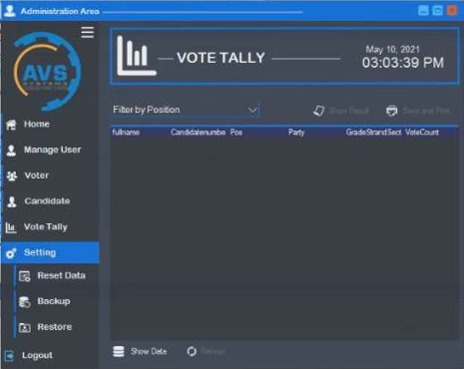 Administration Area
VOTE TALLY
May 10, 2021
03:03:39 PM
AVS
SYSTEMS
Filter by Position
Show Result
Save and Print
fullname Candidatenumbe Pos Party GradeStrandSect VoteCount
Home
Manage User
Voter
Candidate
Vote Tally
Setting
Reset Data
Backup
Restore
Logout
Show Data
Refresh